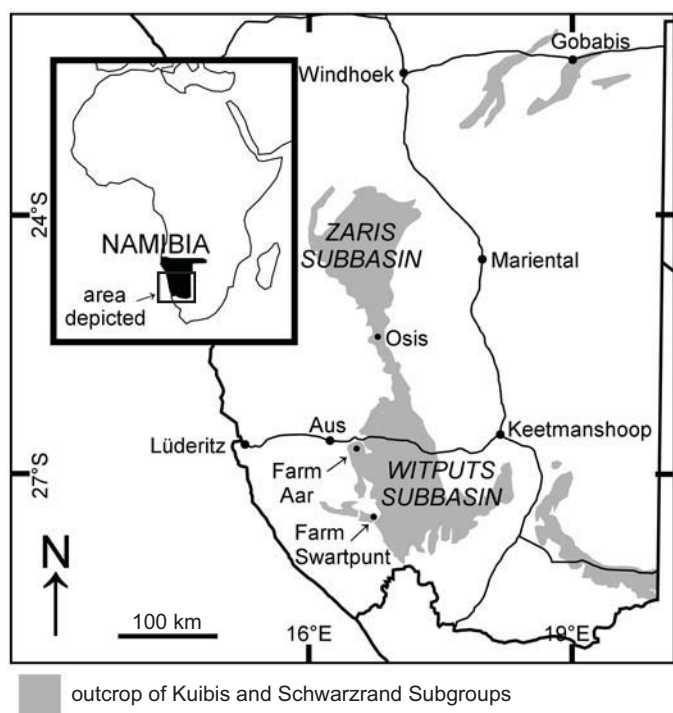 Gobabis
Windhoek
24°S
24°S
NAMIBIA
area
depicted
ZARIS
SUBBASIN
Mariental
Osis
Aus
Lüderitz
Keetmanshoop
27°S
Farm
Aar
WITPUTS
SUBBASIN
Farm
Swartpunt
N
100 km
16°E
19°E
outcrop of Kuibis and Schwarzrand Subgroups